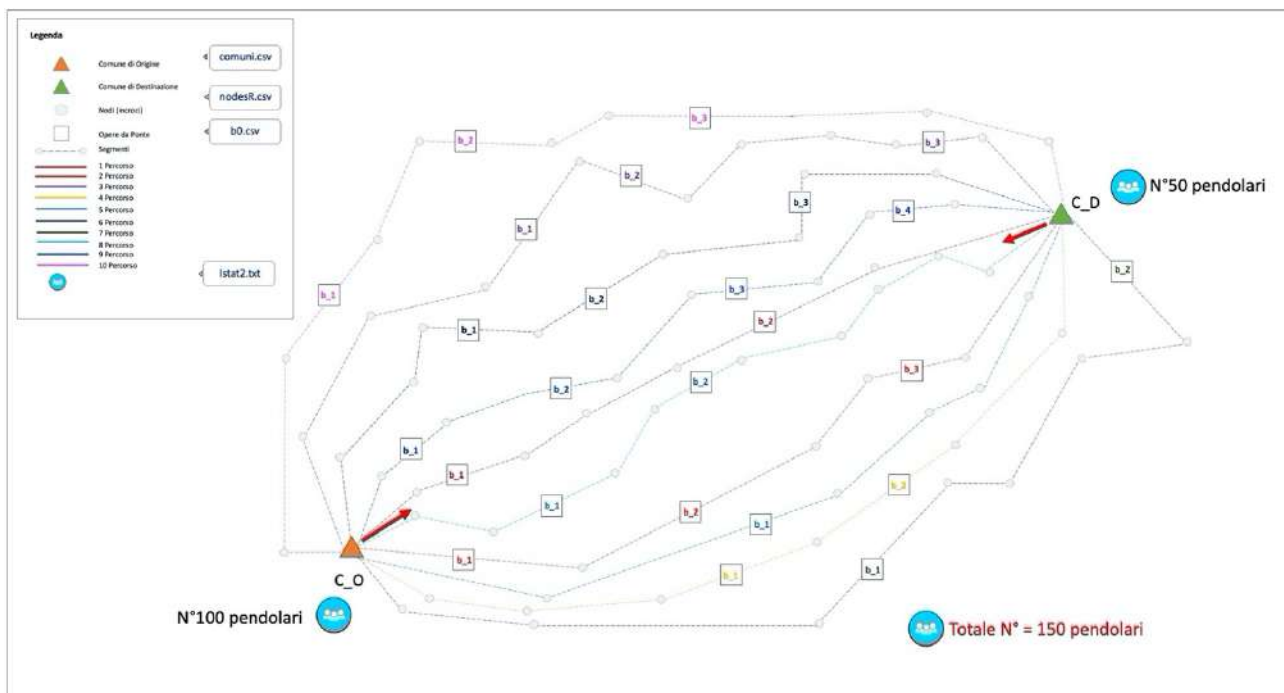 Legenda
Comune di Origine
comuni.csv
Comune di Destinazione
nodesR.csv
Nodi (incroci)
Opere da Ponte
b0.csv
Segmenti
1 Percorso
2 Percorso
3 Percorso
4 Percorso
5 Percorso
6 Percorso
7 Percorso
8 Percorso
9 Percorso
10 Percorso
Istat2.txt
b_3
b_2
b_3
b_2
N°50 pendolari
b_3
C_D
b_4
b_1
b_2
b_1
b_3
b_2
b_1
b_2
b_3
b_2
b_2
b_1
b_1
b_2
b_1
b_1
b_2
b_1
C_O
b_1
b_1
b_1
N°100 pendolari
Totale N° = 150 pendolari